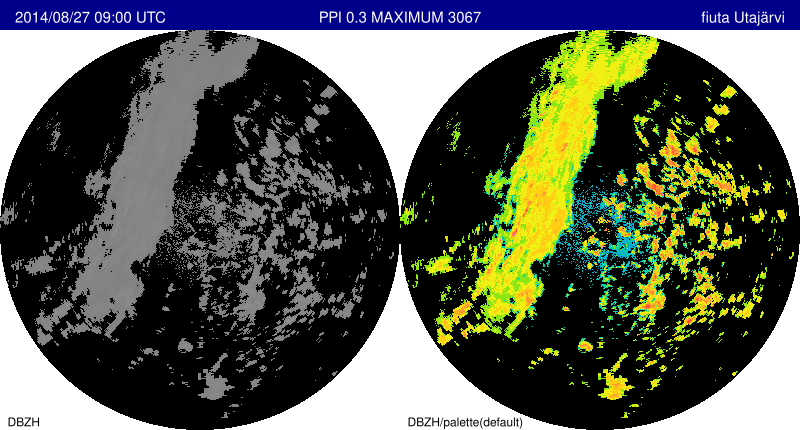 2014/08/27 09:00 UTC PPI 0.3 MAXIMUM 3067 fiuta Utajärvi
DBZH DBZH/palette(default)